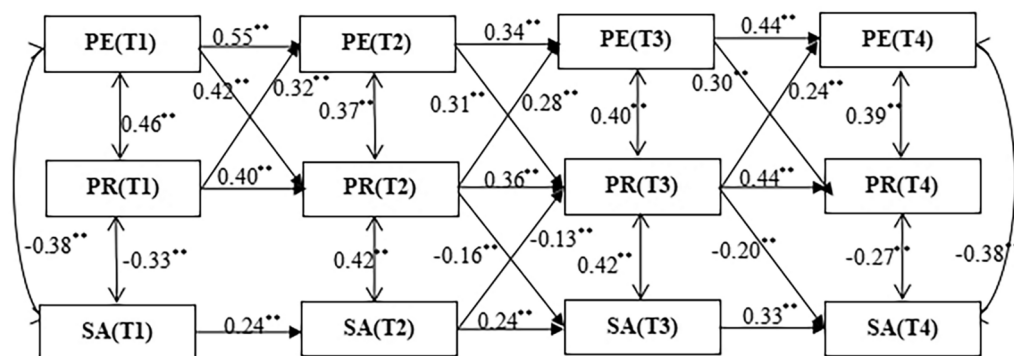 PE(T1) 0.55** PE(T2) 0.34** PE(T3) 0.44** PE(T4)
0.42** 0.32** 0.31** 0.28** 0.30** 0.24**
0.46** 0.37** 0.40** 0.39**
PR(T1) 0.40** PR(T2) 0.36** PR(T3) 0.44** PR(T4)
-0.38** -0.33** 0.42** -0.16** -0.13** 0.42** -0.20** -0.27** -0.38**
SA(T1) 0.24** SA(T2) 0.24** SA(T3) 0.33** SA(T4)